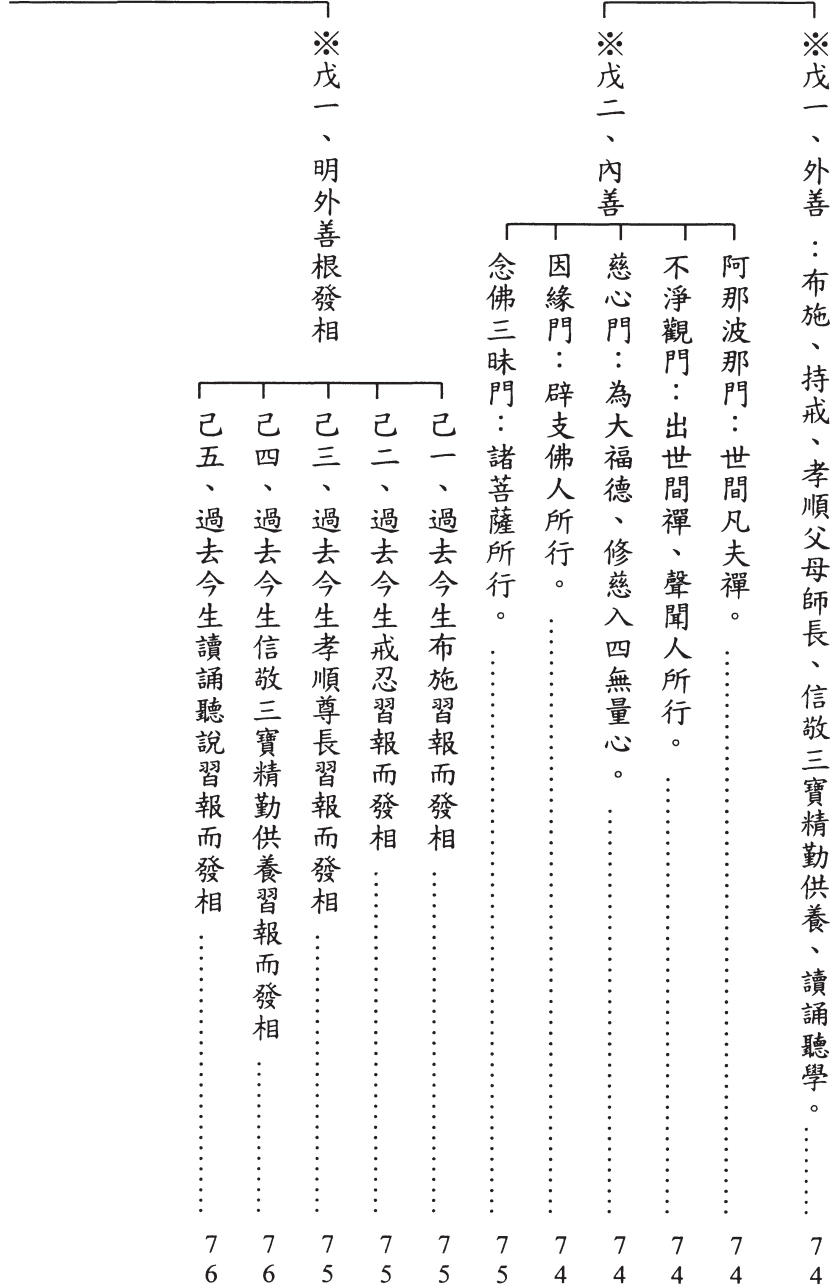 ※戊一、外善：布施、持戒、孝順父母師長、信敬三寶精勤供養、讀誦聽學。……74
※戊二、內善
阿那波那門：世間凡夫禪。……74
不淨觀門：出世間禪、聲聞人所行。……74
慈心門：為大福德、修慈入四無量心。……74
因緣門：辟支佛人所行。……74
念佛三昧門：諸菩薩所行。……75
※戊一、明外善根發相
己一、過去今生布施習報而發相……75
己二、過去今生戒忍習報而發相……75
己三、過去今生孝順尊長習報而發相……75
己四、過去今生信敬三寶精勤供養習報而發相……76
己五、過去今生讀誦聽說習報而發相……76